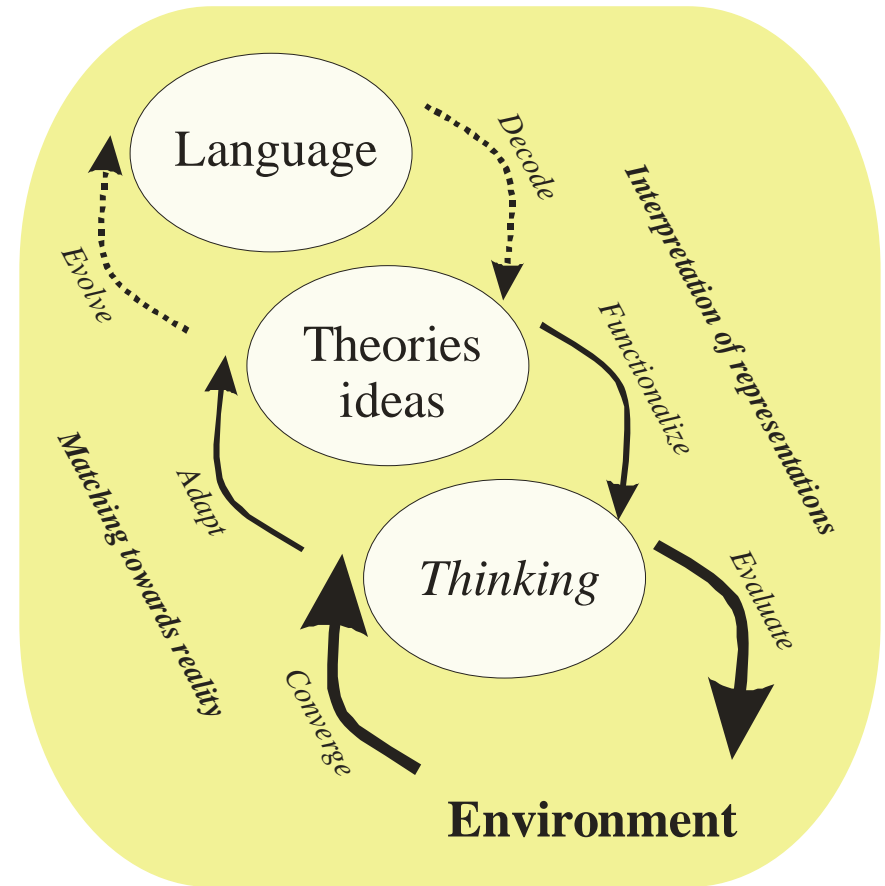 Language
Decode
Evolve
Interpretation of representations
Theories
ideas
Functionalize
Matching towards reality
Adapt
Thinking
Evaluate
Converge
Environment